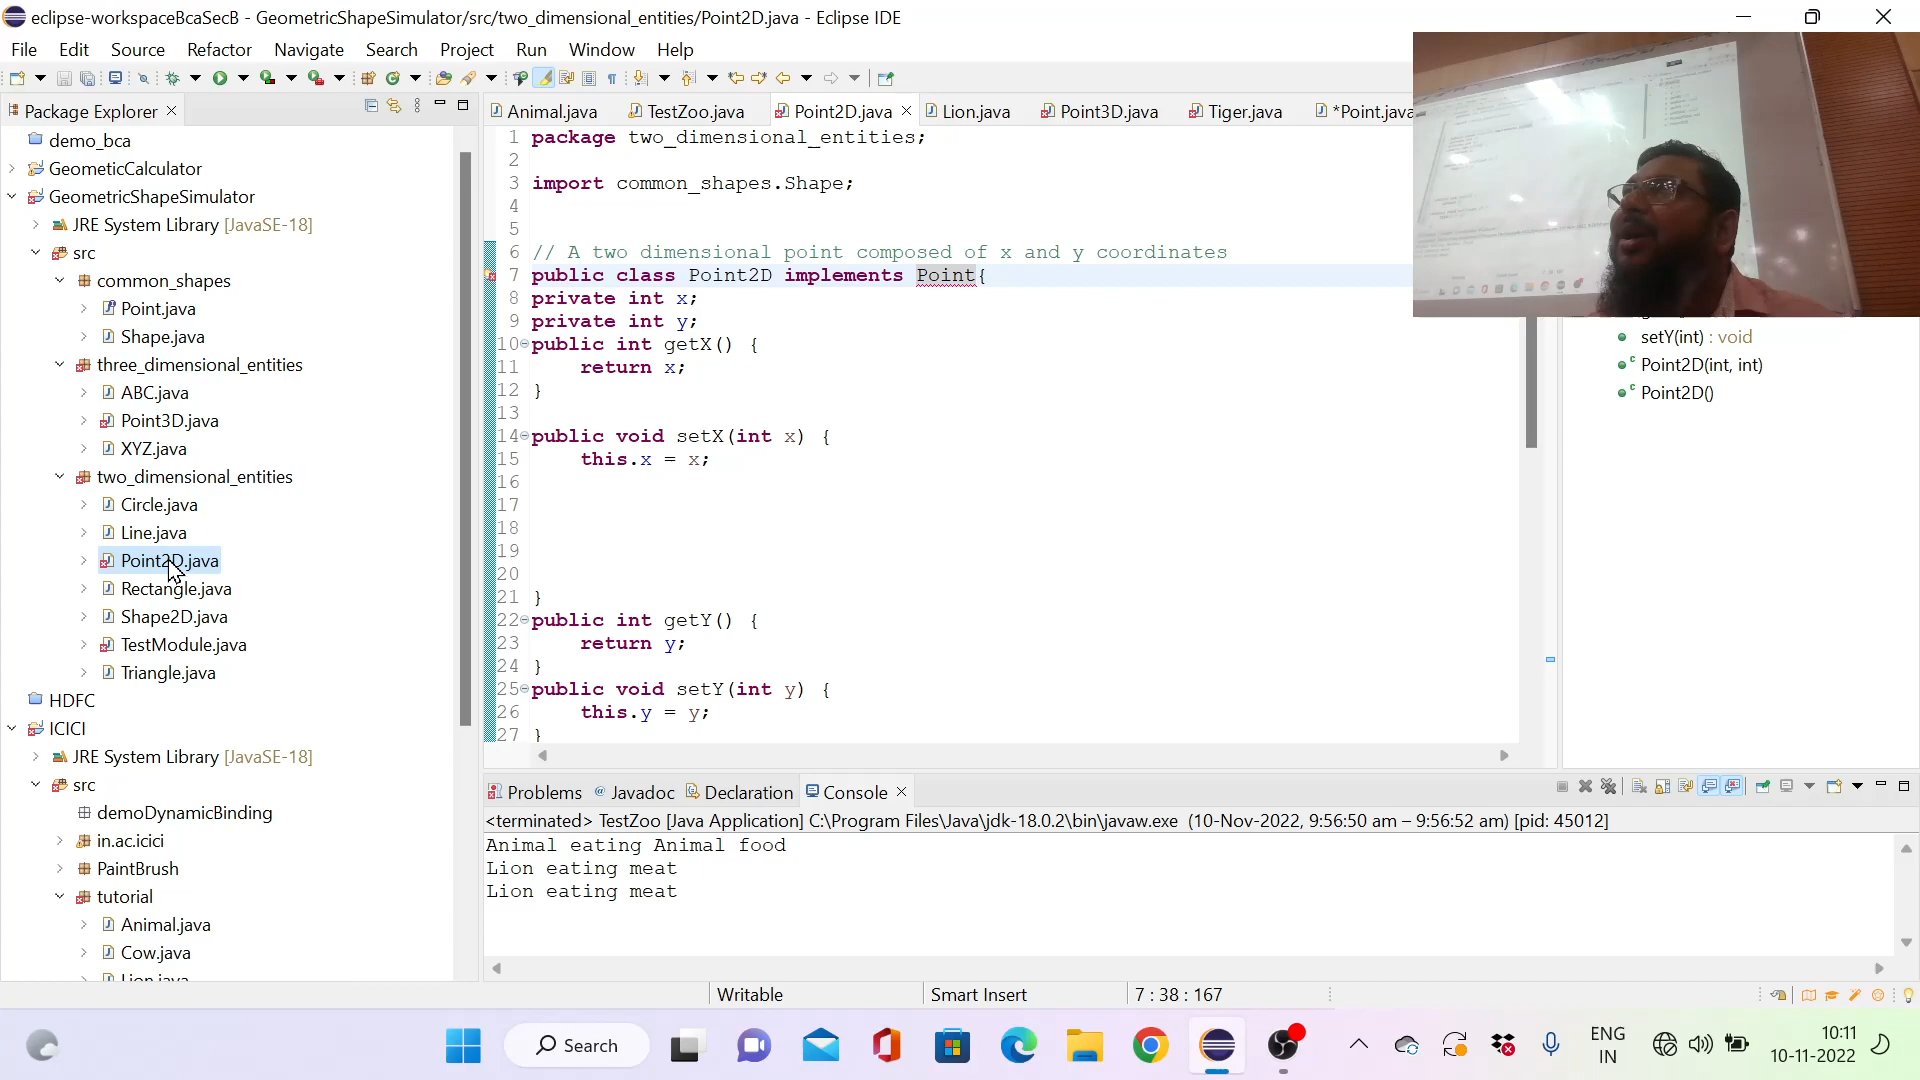 eclipse-workspaceBcaSecB - GeometricShapeSimulator/src/two_dimensional_entities/Point2D.java - Eclipse IDE
File Edit Source Refactor Navigate Search Project Run Window Help
Package Explorer
demo_bca
GeometicCalculator
GeometricShapeSimulator
JRE System Library [JavaSE-18]
src
common_shapes
Point.java
Shape.java
three_dimensional_entities
ABC.java
Point3D.java
XYZ.java
two_dimensional_entities
Circle.java
Line.java
Point2D.java
Rectangle.java
Shape2D.java
TestModule.java
Triangle.java
HDFC
ICICI
JRE System Library [JavaSE-18]
src
demoDynamicBinding
in.ac.icici
PaintBrush
tutorial
Animal.java
Cow.java
Lion.java
Animal.java TestZoo.java Point2D.java Lion.java Point3D.java Tiger.java *Point.java
1 package two_dimensional_entities;
2
3 import common_shapes.Shape;
4
5
6 // A two dimensional point composed of x and y coordinates
7 public class Point2D implements Point{
8 private int x;
9 private int y;
10 public int getX() {
11 return x;
12 }
13
14 public void setX(int x) {
15 this.x = x;
16
17
18
19
20
21 }
22 public int getY() {
23 return y;
24 }
25 public void setY(int y) {
26 this.y = y;
27 }
setY(int) : void
Point2D(int, int)
Point2D()
Problems Javadoc Declaration Console
<terminated> TestZoo [Java Application] C:\Program Files\Java\jdk-18.0.2\bin\javaw.exe (10-Nov-2022, 9:56:50 am – 9:56:52 am) [pid: 45012]
Animal eating Animal food
Lion eating meat
Lion eating meat
Writable Smart Insert 7 : 38 : 167
Search
ENG
IN
10:11
10-11-2022